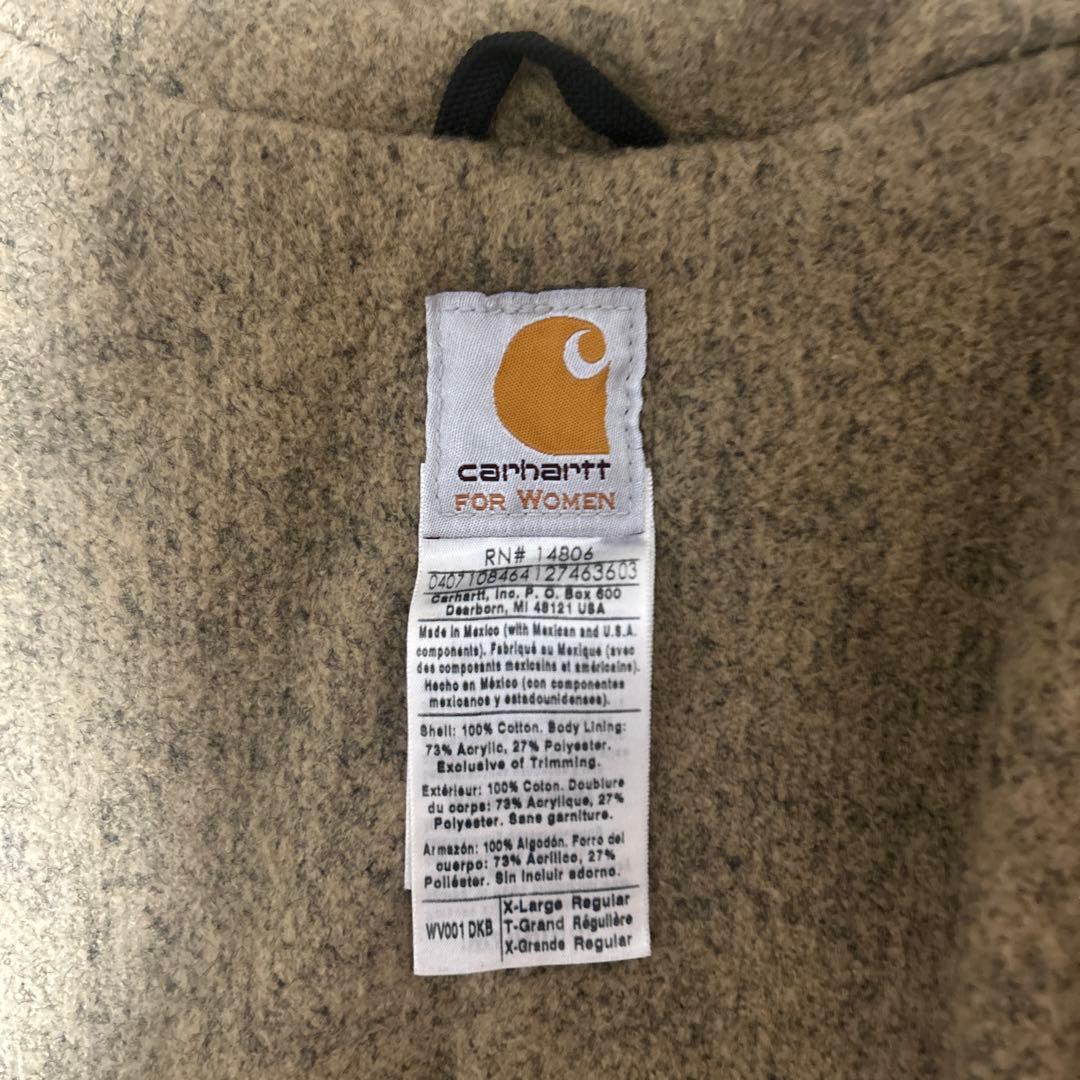 carhartt
FOR WOMEN
RN# 14806
0407108464127463603
Carhartt, Inc. P. O. Box 600
Dearborn, MI 48121 USA
Made in Mexico (with Mexican and U.S.A.
components). Fabriqué au Mexique (avec
des composants mexicains et américains).
Hecho en México (con componentes
mexicanos y estadounidenses).
Shell: 100% Cotton. Body Lining:
73% Acrylic, 27% Polyester.
Exclusive of Trimming.
Extérieur: 100% Coton. Doublure
du corps: 73% Acrylique, 27%
Polyester. Sans garniture.
Armazón: 100% Algodón. Forro del
cuerpo: 73% Acrílico, 27%
Poliéster. Sin incluir adorno.
WV001 DKB
X-Large Regular
T-Grand Régulière
X-Grande Regular